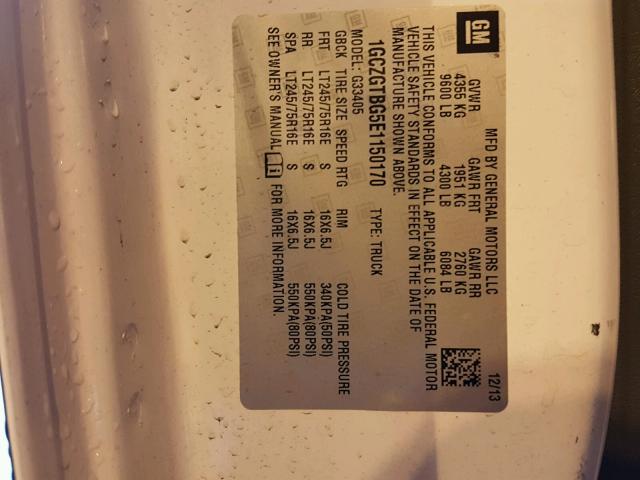 GM
MFD BY GENERAL MOTORS LLC 12/13
GVWR GAWR FRT GAWR RR
4355 KG 1951 KG 2760 KG
9600 LB 4300 LB 6084 LB
THIS VEHICLE CONFORMS TO ALL APPLICABLE U.S. FEDERAL MOTOR
VEHICLE SAFETY STANDARDS IN EFFECT ON THE DATE OF
MANUFACTURE SHOWN ABOVE.
1GCZGTBG5E1150170 TYPE: TRUCK
MODEL: G33405
GBCK TIRE SIZE SPEED RTG RIM COLD TIRE PRESSURE
FRT LT245/75R16E S 16X6.5J 340KPA(50PSI)
RR LT245/75R16E S 16X6.5J 550KPA(80PSI)
SPA LT245/75R16E S 16X6.5J 550KPA(80PSI)
SEE OWNER'S MANUAL FOR MORE INFORMATION.